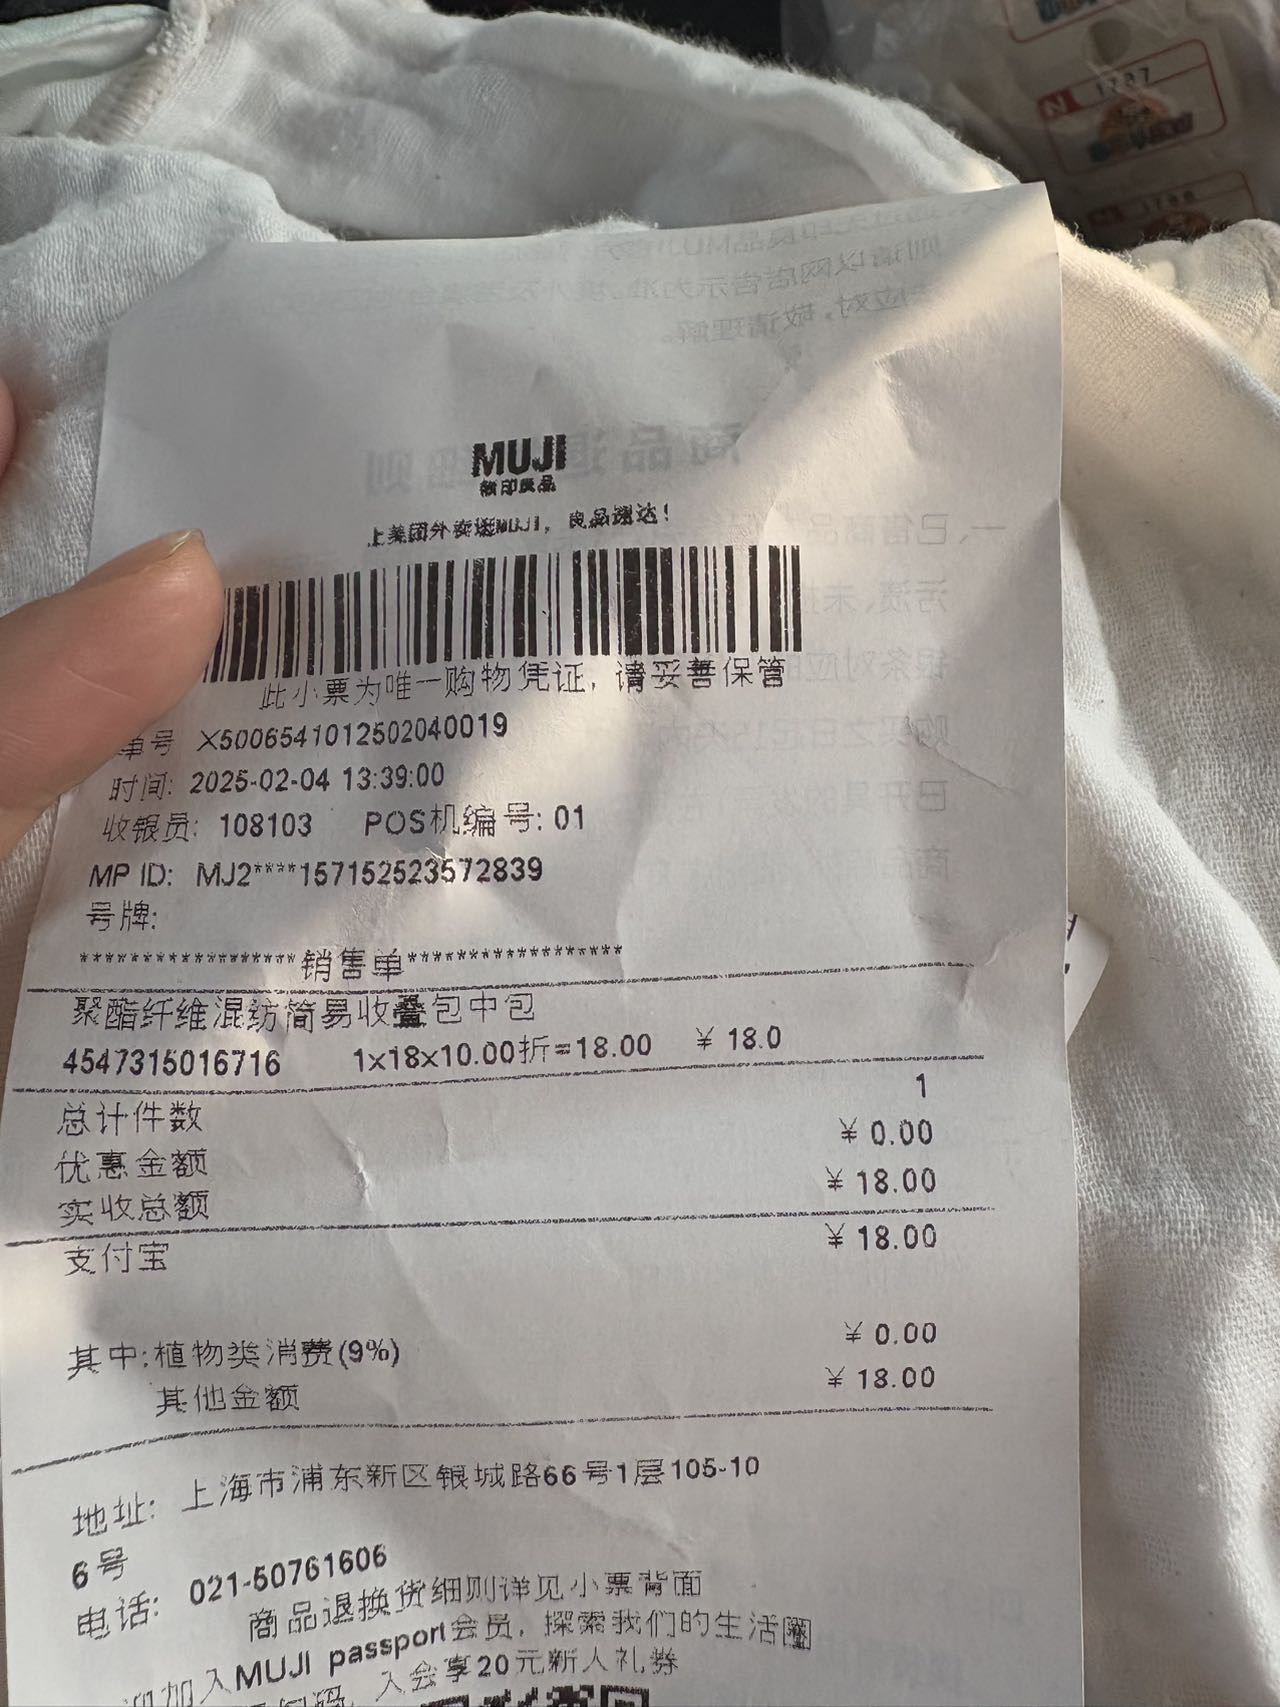 1787
MUJI
無印良品
上美团外卖逛MUJI，良品速达！
此小票为唯一购物凭证，请妥善保管
单号 X5006541012502040019
时间: 2025-02-04 13:39:00
收银员: 108103 POS机编号: 01
MP ID: MJ2****157152523572839
号牌:
******************销售单******************
聚酯纤维混纺简易收叠包中包
4547315016716 1x18x10.00折=18.00 ¥ 18.0
总计件数 1
优惠金额 ¥ 0.00
实收总额 ¥ 18.00
支付宝 ¥ 18.00
其中:植物类消费(9%) ¥ 0.00
其他金额 ¥ 18.00
地址: 上海市浦东新区银城路66号1层105-10
6号
电话: 021-50761606
商品退换货细则详见小票背面
迎加入MUJI passport会员，探索我们的生活圈
入会享20元新人礼券